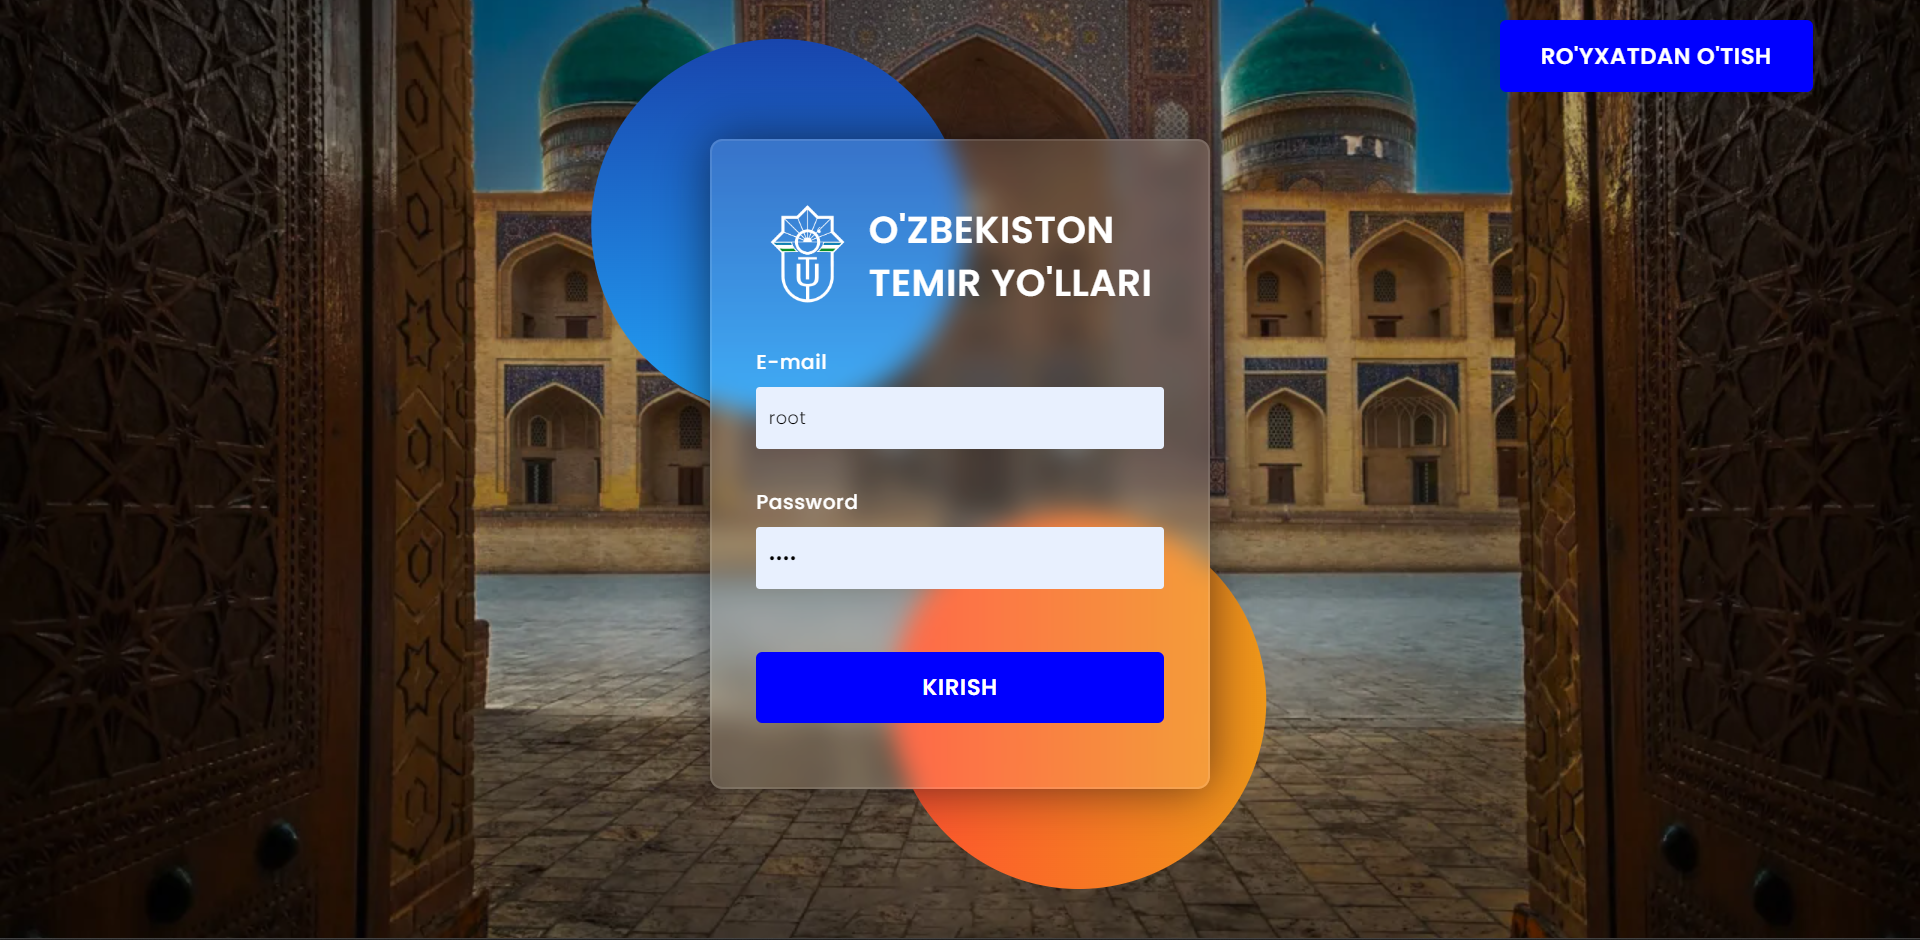 RO'YXATDAN O'TISH
O'ZBEKISTON
TEMIR YO'LLARI
E-mail
root
Password
••••
KIRISH